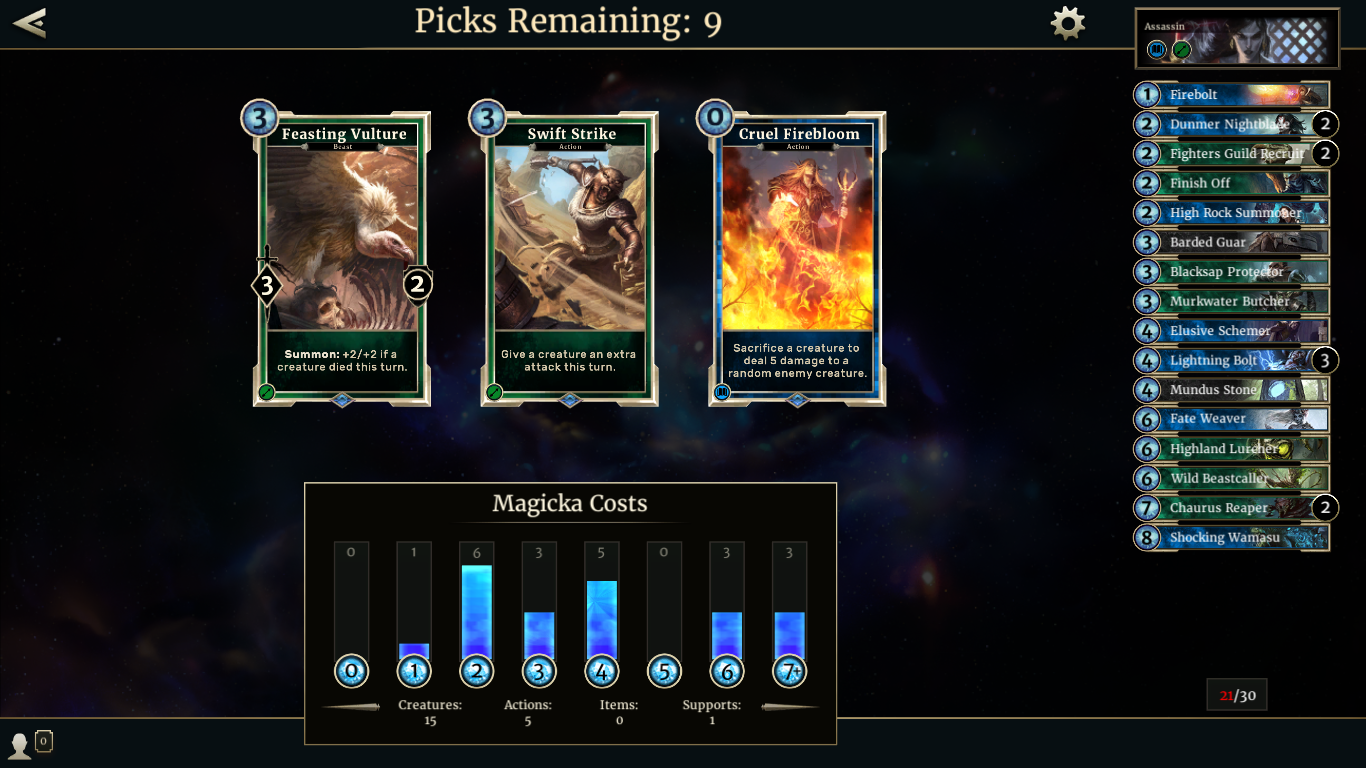 Picks Remaining: 9
Assassin
3
Feasting Vulture
Beast
3
2
Summon: +2/+2 if a
creature died this turn.
3
Swift Strike
Action
Give a creature an extra
attack this turn.
0
Cruel Firebloom
Action
Sacrifice a creature to
deal 5 damage to a
random enemy creature.
1 Firebolt
2 Dunmer Nightblade 2
2 Fighters Guild Recruit 2
2 Finish Off
2 High Rock Summoner
3 Barded Guar
3 Blacksap Protector
3 Murkwater Butcher
4 Elusive Schemer
4 Lightning Bolt 3
4 Mundus Stone
6 Fate Weaver
6 Highland Lurcher
6 Wild Beastcaller
7 Chaurus Reaper 2
8 Shocking Wamasu
21/30
Magicka Costs
0 1 6 3 5 0 3 3
0 1 2 3 4 5 6 7+
Creatures: Actions: Items: Supports:
15 5 0 1
0